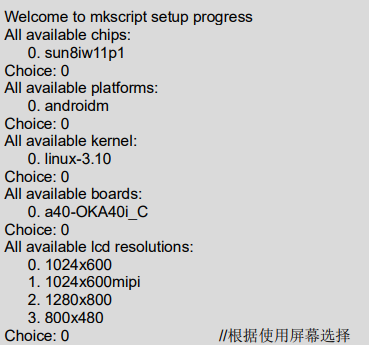 Welcome to mkscript setup progress
All available chips:
0. sun8iw11p1
Choice: 0
All available platforms:
0. androidm
Choice: 0
All available kernel:
0. linux-3.10
Choice: 0
All available boards:
0. a40-OKA40i_C
Choice: 0
All available lcd resolutions:
0. 1024x600
1. 1024x600mipi
2. 1280x800
3. 800x480
Choice: 0 //根据使用屏幕选择